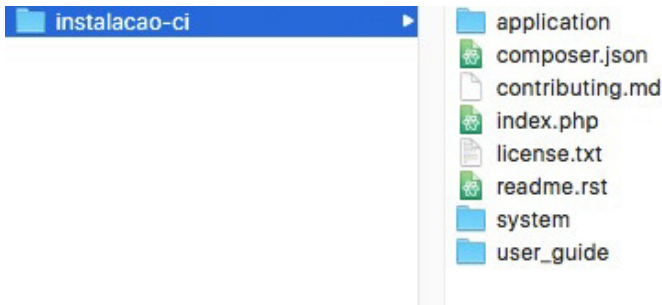 instalacao-ci
application
composer.json
contributing.md
index.php
license.txt
readme.rst
system
user_guide